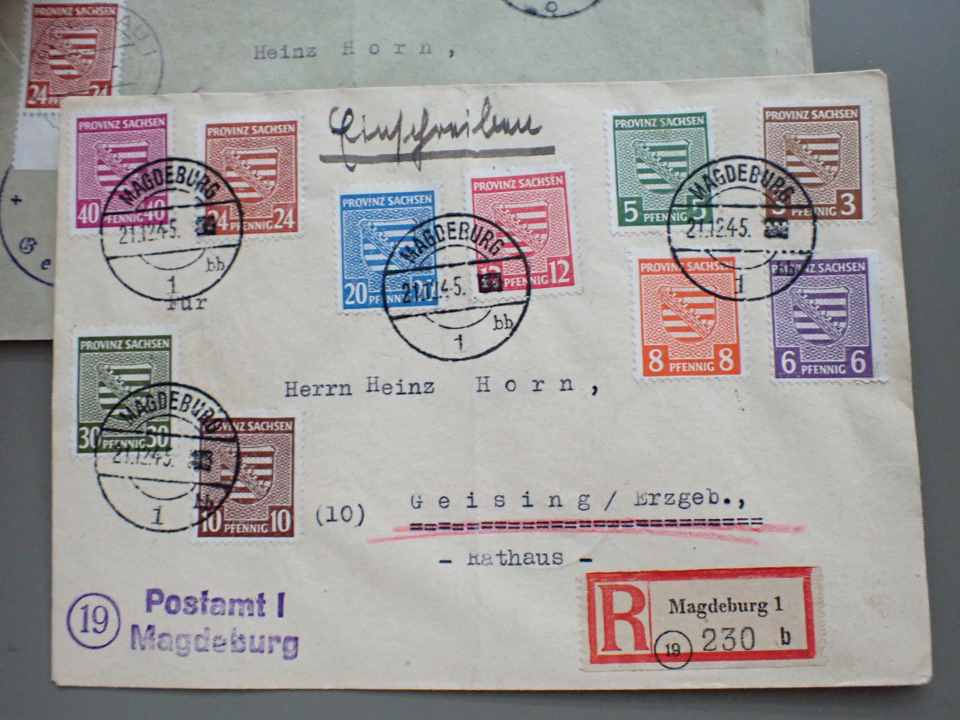 24 24
Heinz Horn,
Einschreiben
PROVINZ SACHSEN
40 PFENNIG 40
PROVINZ SACHSEN
24 PFENNIG 24
MAGDEBURG
21.12.45.
bb
1
PROVINZ SACHSEN
20 PFENNIG
PROVINZ SACHSEN
12 PFENNIG 12
MAGDEBURG
21.12.45.
bb
1
PROVINZ SACHSEN
5 PFENNIG 5
PROVINZ SACHSEN
3 PFENNIG 3
MAGDEBURG
21.12.45.
1
PROVINZ SACHSEN
8 PFENNIG 8
6 PFENNIG 6
Für
PROVINZ SACHSEN
30 PFENNIG 30
PROVINZ SACHSEN
10 PFENNIG 10
MAGDEBURG
21.12.45.
bb
1
Herrn Heinz Horn,
(10) Geising/Erzgeb.,
- Rathaus -
19 Postamt I
Magdeburg
R Magdeburg 1
19 230 b